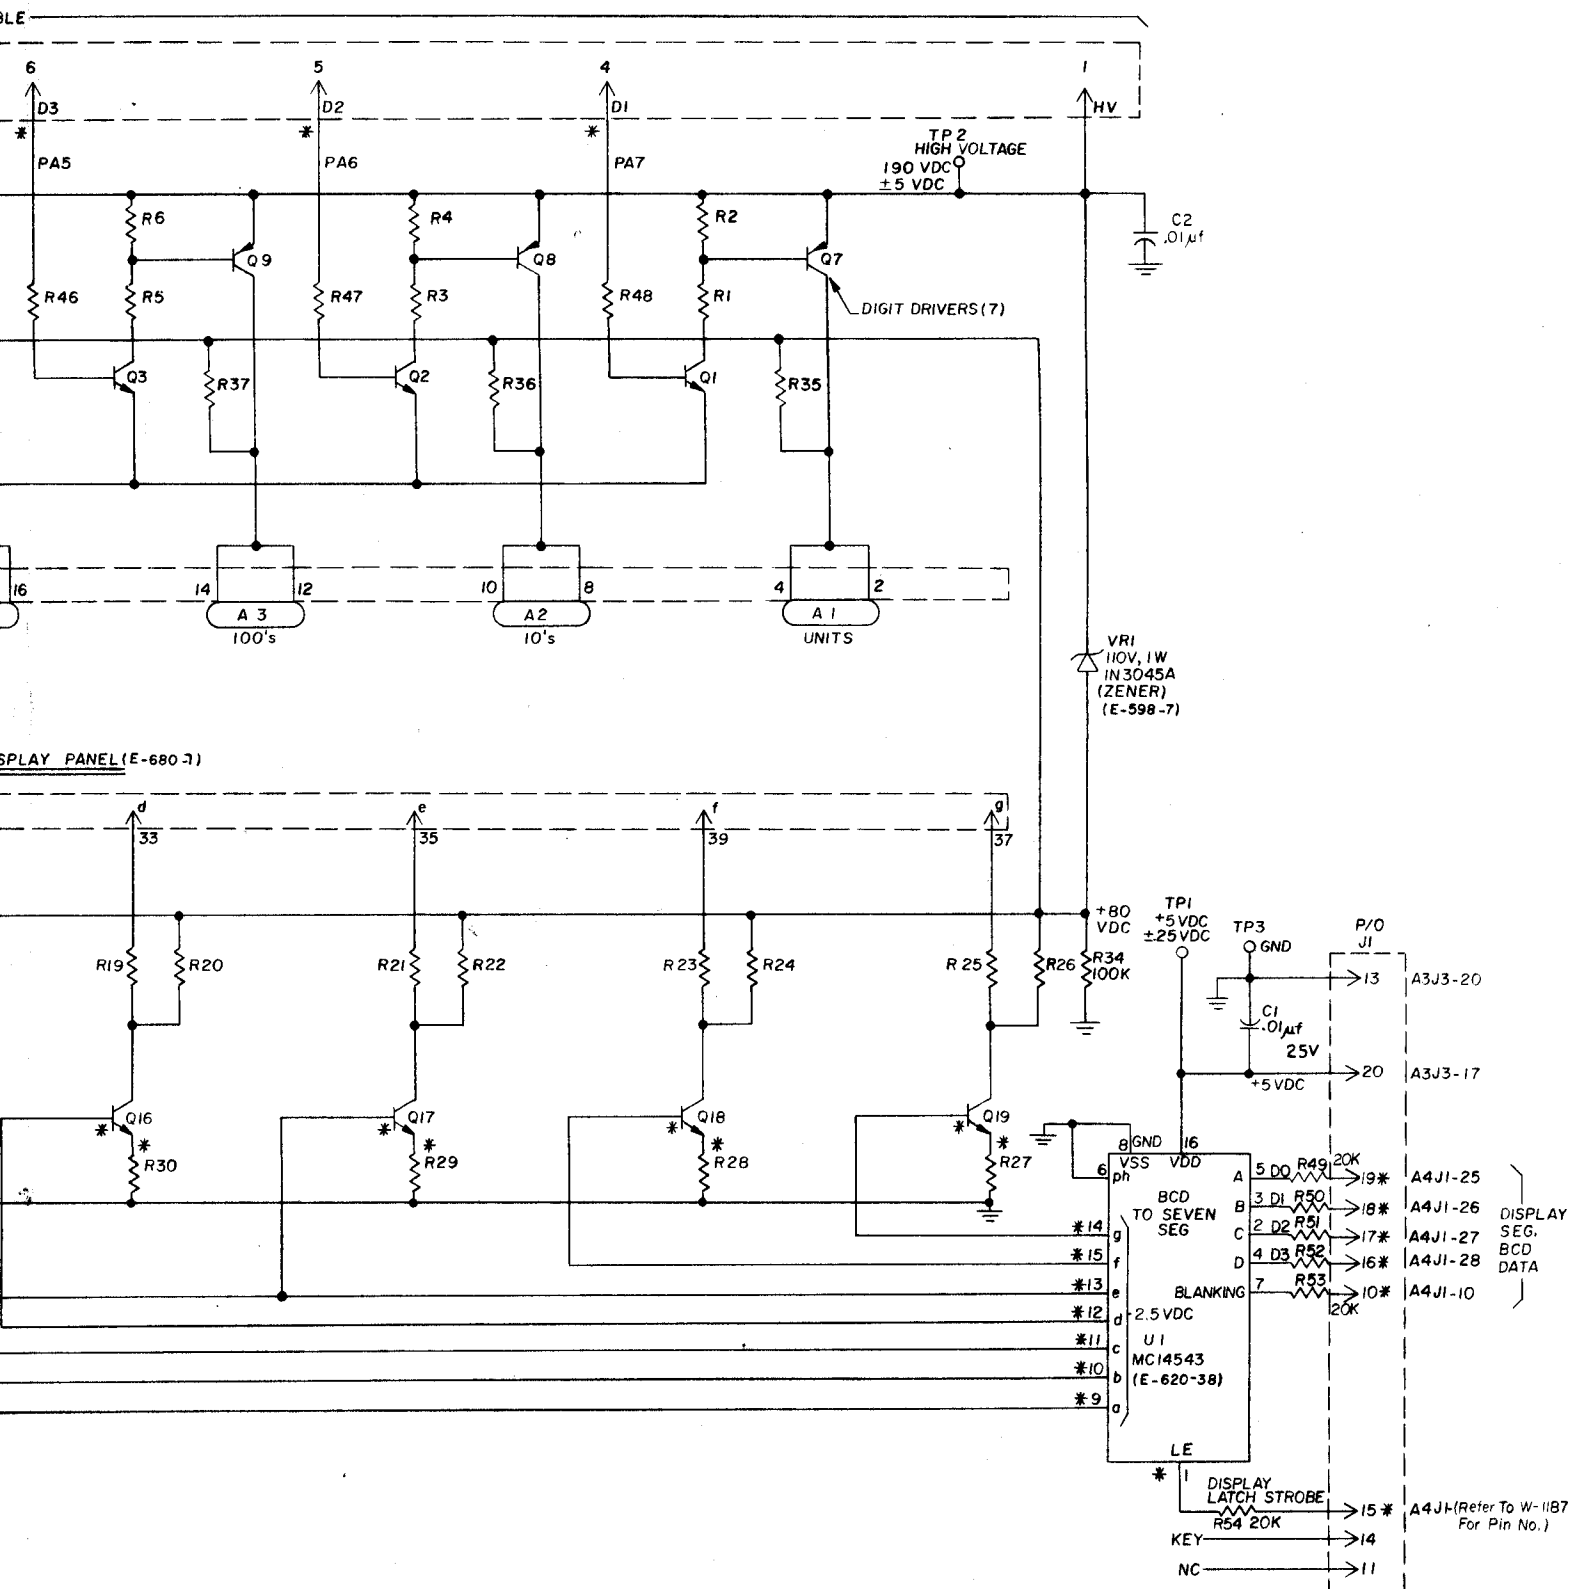 BLE
6
5
4
1
D3
D2
D1
HV
*
*
*
TP 2
HIGH VOLTAGE
190 VDC
±5 VDC
PA5
PA6
PA7
R6
R4
R2
C2
.01µf
Q9
Q8
Q7
R46
R5
R47
R3
R48
R1
DIGIT DRIVERS (7)
Q3
R37
Q2
R36
Q1
R35
16
14
12
10
8
4
2
A 3
A2
A 1
100's
10's
UNITS
VR1
110V, 1W
1N3045A
(ZENER)
(E-598-7)
SPLAY PANEL (E-680-7)
d
e
f
g
33
35
39
37
+80
VDC
TP1
+5 VDC
±.25VDC
TP3
GND
P/O
J1
R19
R20
R21
R22
R23
R24
R25
R26
R34
100K
13
A3J3-20
C1
.01µf
25V
20
A3J3-17
+5 VDC
Q16
Q17
Q18
Q19
*
*
*
*
*
*
*
*
R30
R29
R28
R27
8
GND
16
VSS
VDD
6
ph
A
5
D0
R49
20K
19*
A4J1-25
BCD
TO SEVEN
SEG
B
3
D1
R50
18*
A4J1-26
C
2
D2
R51
17*
A4J1-27
D
4
D3
R52
16*
A4J1-28
BLANKING
7
R53
20K
10*
A4J1-10
DISPLAY
SEG.
BCD
DATA
*14
g
*15
f
*13
e
*12
d
2.5 VDC
*11
c
*10
b
*9
a
U1
MC14543
(E-620-38)
LE
*
1
DISPLAY
LATCH STROBE
R54 20K
15*
A4J1-(Refer To W-1187
For Pin No.)
KEY
14
NC
11